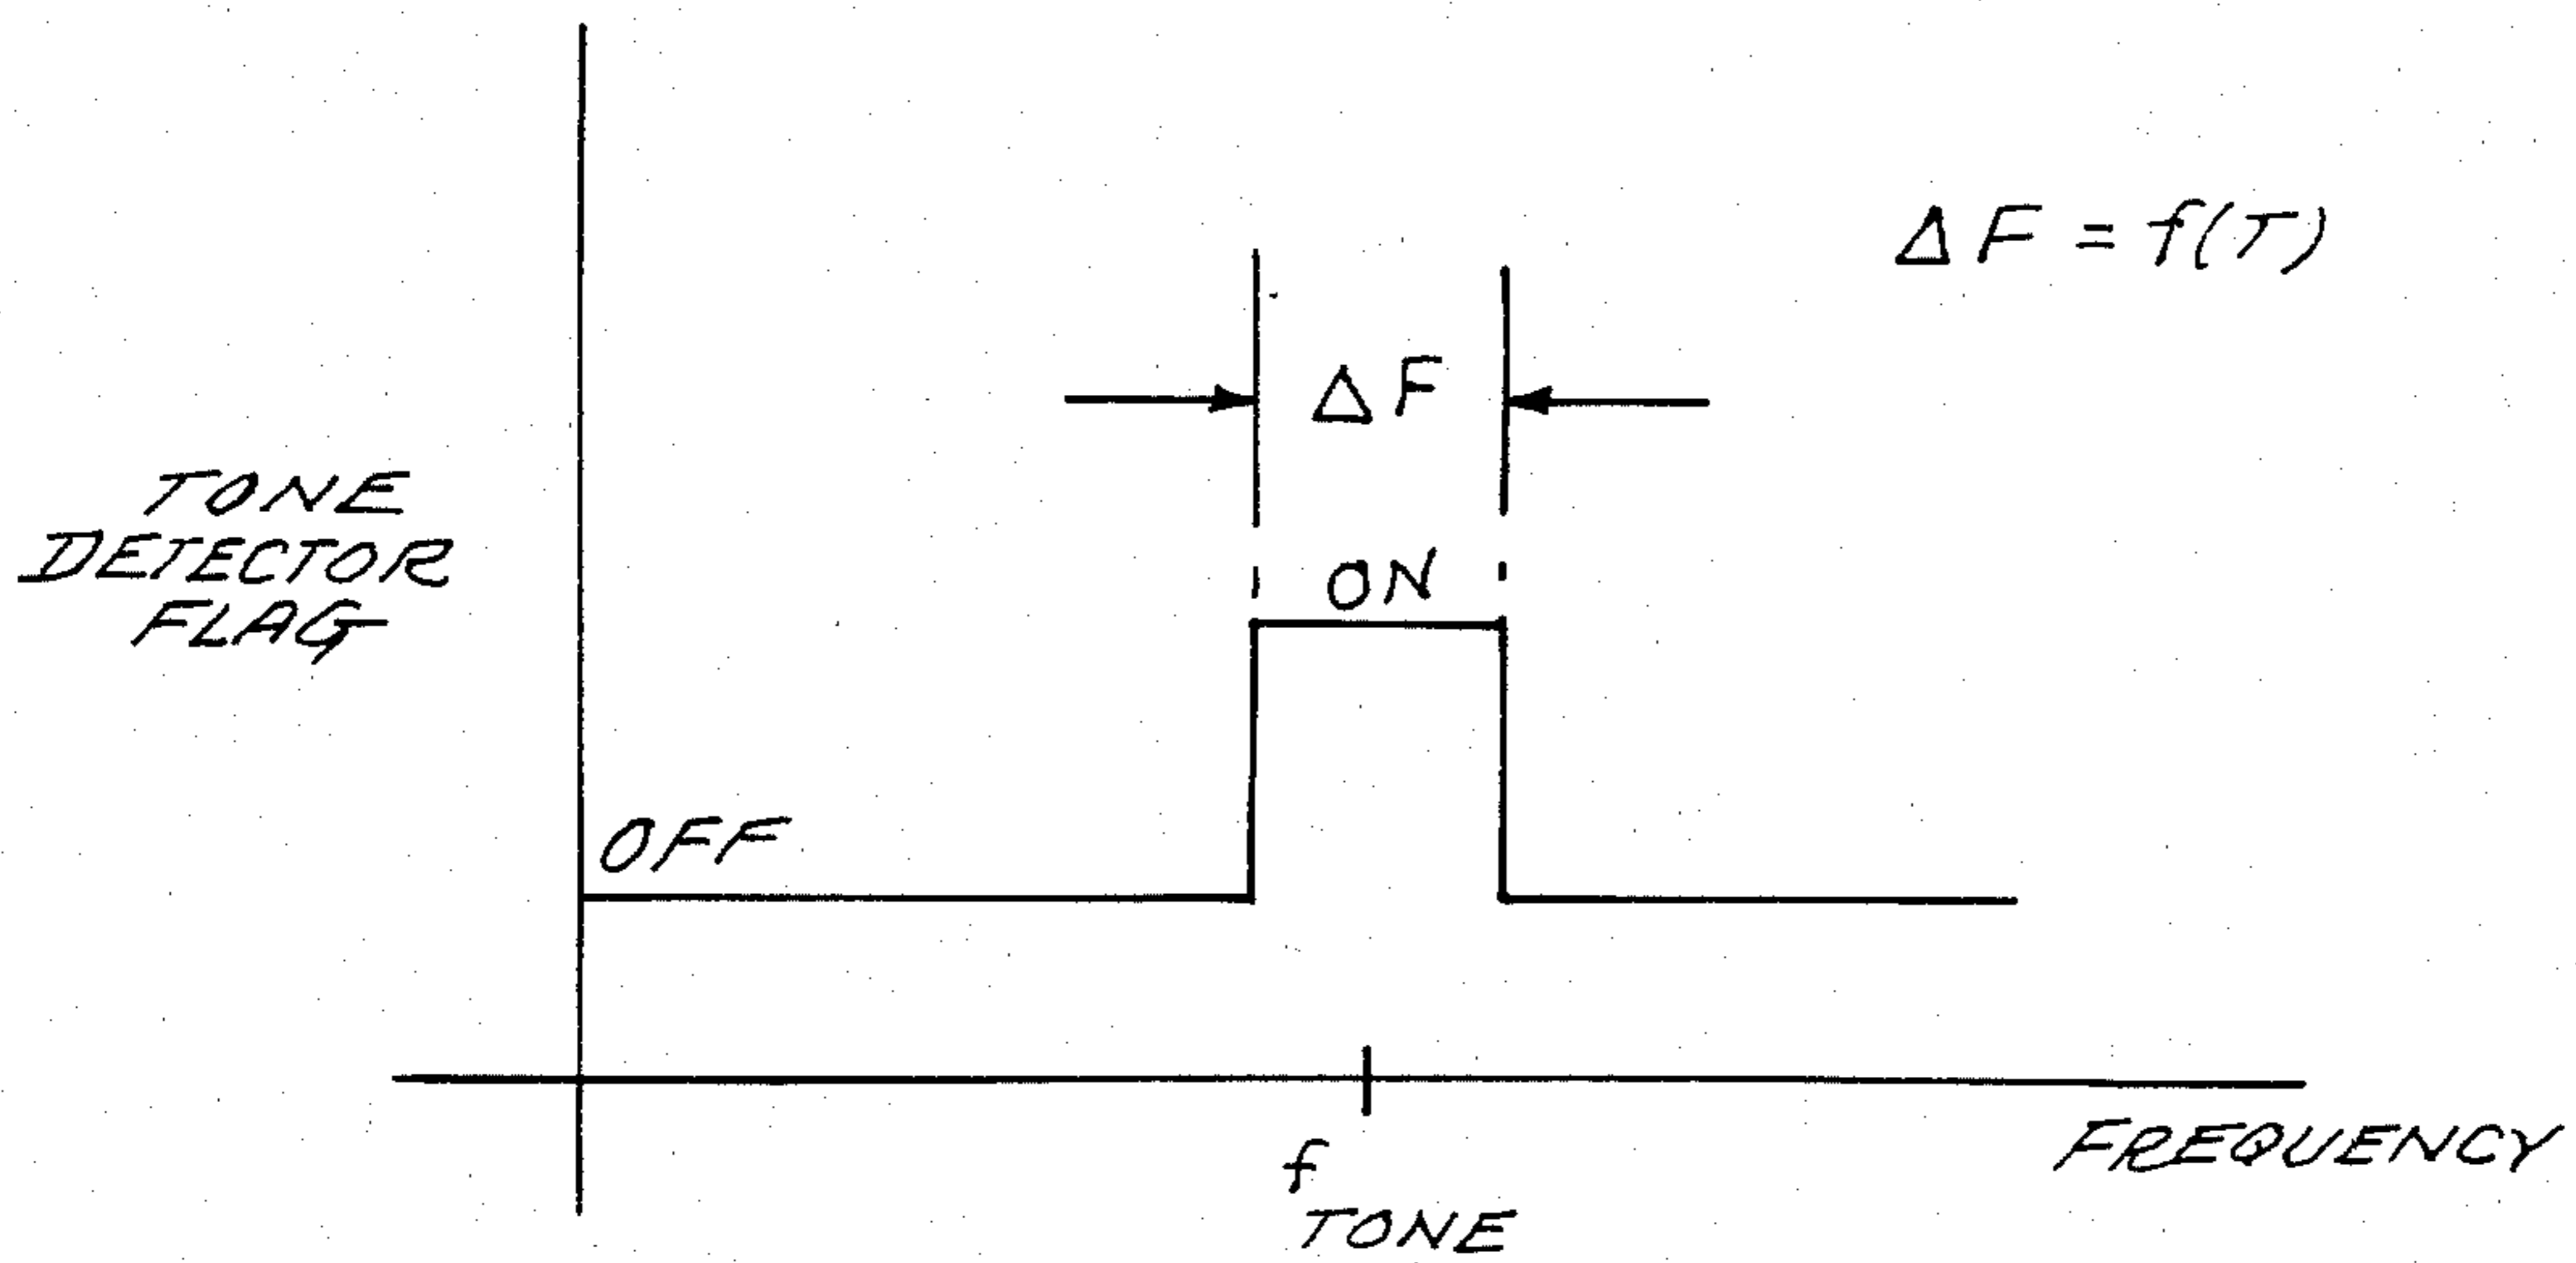 ΔF = f(T)
ΔF
TONE
DETECTOR
FLAG
ON
OFF
f
TONE
FREQUENCY